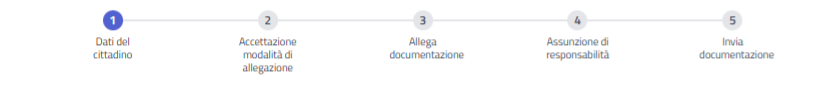 1 2 3 4 5
Dati del cittadino
Accettazione modalità di allegazione
Allega documentazione
Assunzione di responsabilità
Invia documentazione